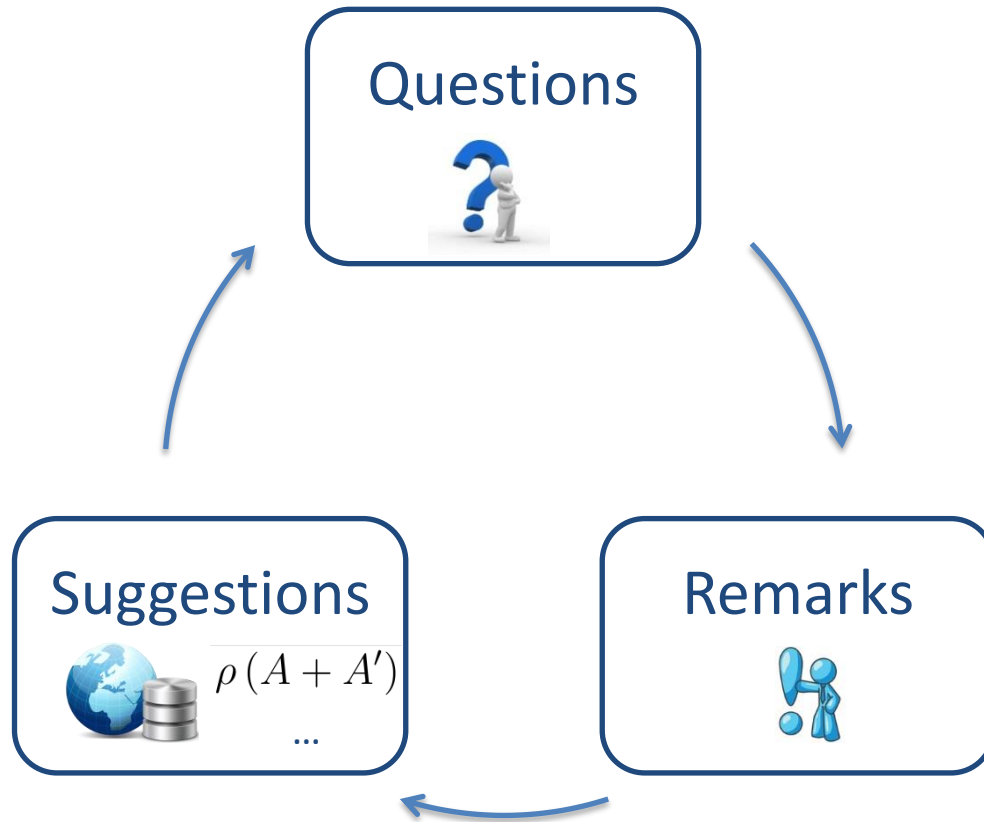 Questions
Suggestions
ρ (A + A′)
...
Remarks